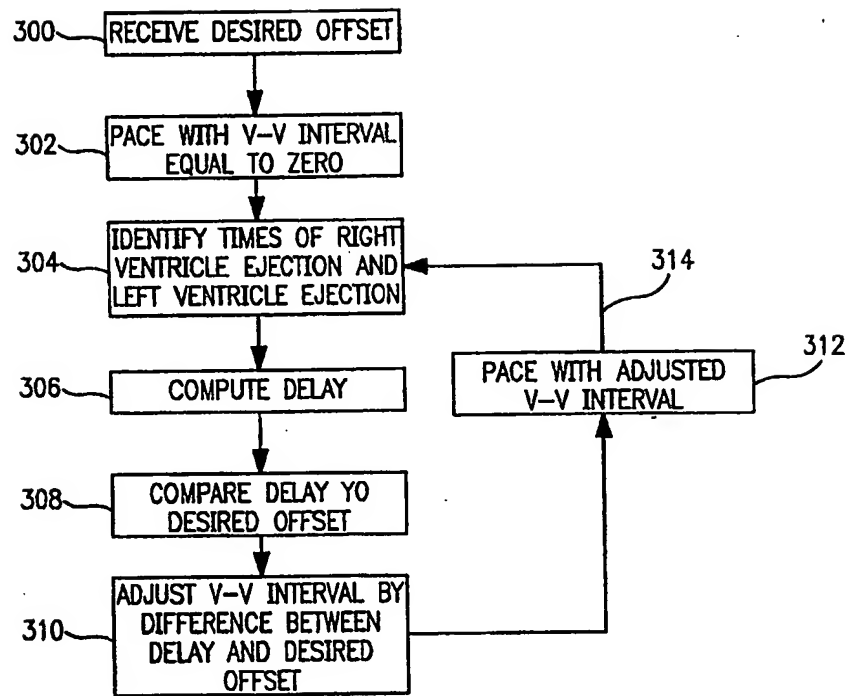 300
RECEIVE DESIRED OFFSET
302
PACE WITH V-V INTERVAL
EQUAL TO ZERO
304
IDENTIFY TIMES OF RIGHT
VENTRICLE EJECTION AND
LEFT VENTRICLE EJECTION
314
306
COMPUTE DELAY
PACE WITH ADJUSTED
V-V INTERVAL
312
308
COMPARE DELAY YO
DESIRED OFFSET
310
ADJUST V-V INTERVAL BY
DIFFERENCE BETWEEN
DELAY AND DESIRED
OFFSET